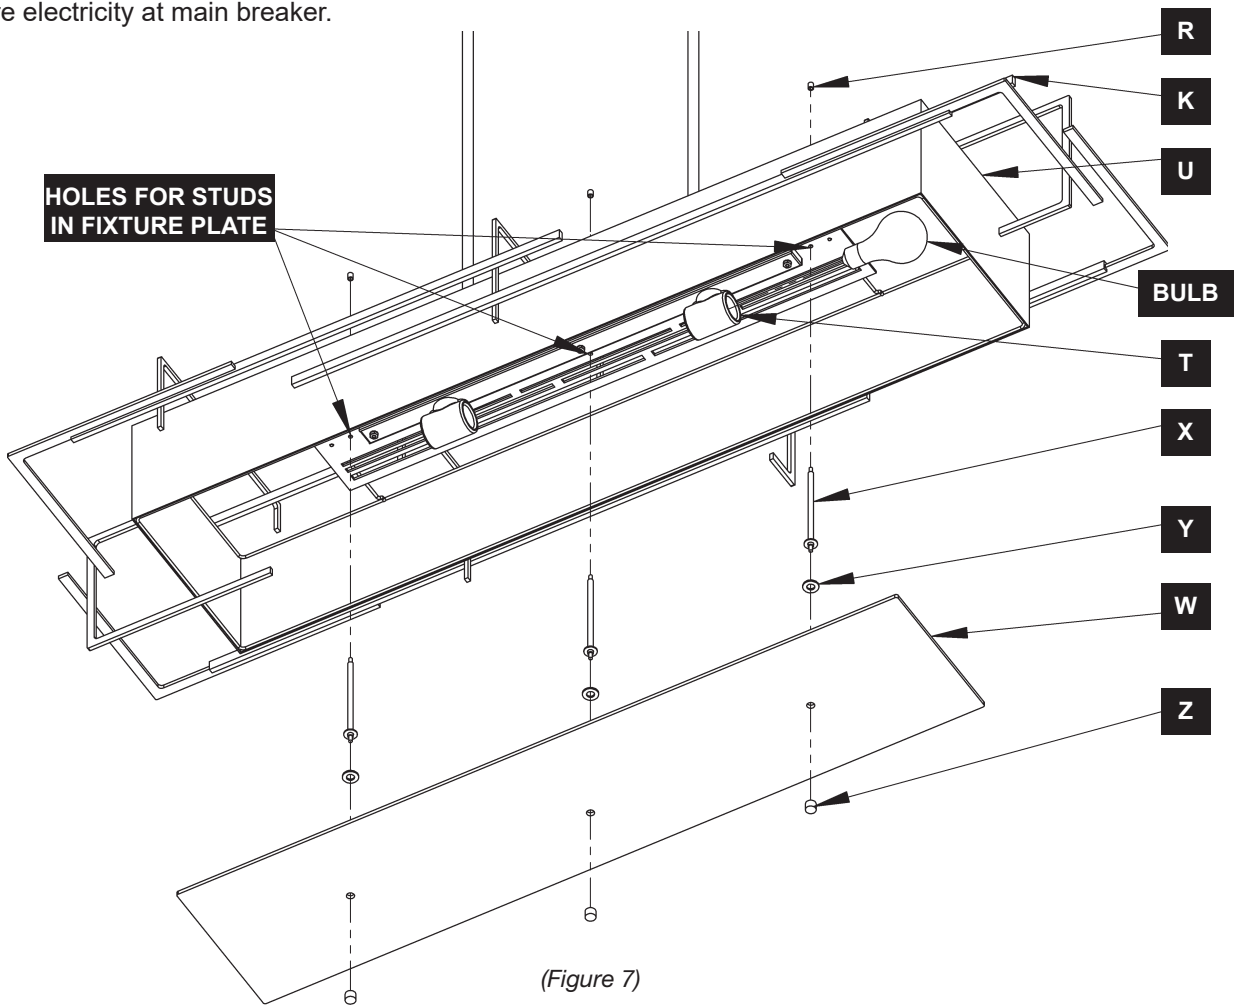 electricity at main breaker.
R
K
U
HOLES FOR STUDS
IN FIXTURE PLATE
BULB
T
X
Y
W
Z
(Figure 7)